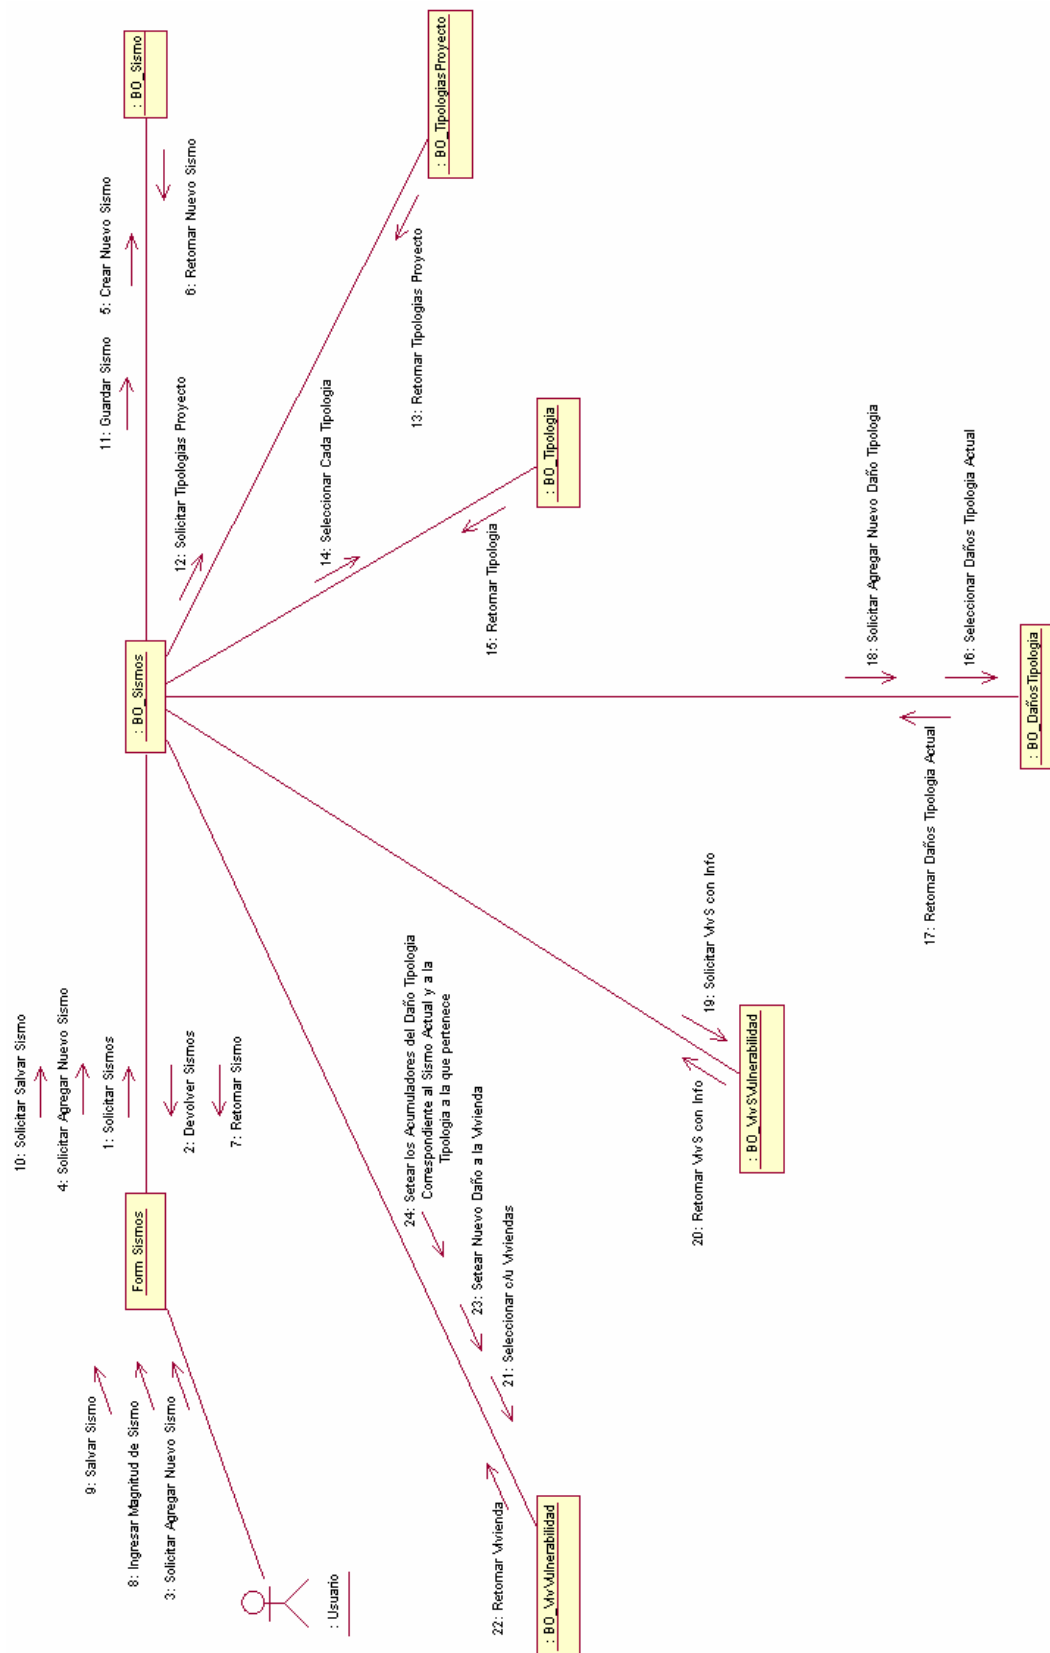 : Usuario
9: Salvar Sismo
8: Ingresar Magnitud de Sismo
3: Solicitar Agregar Nuevo Sismo
Form Sismos
10: Solicitar Salvar Sismo
4: Solicitar Agregar Nuevo Sismo
1: Solicitar Sismos
2: Devolver Sismos
7: Retornar Sismo
: BO_Sismos
11: Guardar Sismo
5: Crear Nuevo Sismo
6: Retornar Nuevo Sismo
: BO_Sismo
12: Solicitar Tipologias Proyecto
13: Retornar Tipologias Proyecto
: BO_TipologiasProyecto
14: Seleccionar Cada Tipologia
15: Retornar Tipologia
: BO_Tipologia
18: Solicitar Agregar Nuevo Daño Tipologia
16: Seleccionar Daños Tipologia Actual
17: Retornar Daños Tipologia Actual
: BO_DañosTipologia
19: Solicitar VivS con Info
20: Retornar VivS con Info
: BO_VivSVulnerabilidad
24: Setear los Acumuladores del Daño Tipologia
Correspondiente al Sismo Actual y a la
Tipologia a la que pertenece
23: Setear Nuevo Daño a la Vivienda
21: Seleccionar c/u Viviendas
22: Retornar Vivienda
: BO_VivVulnerabilidad